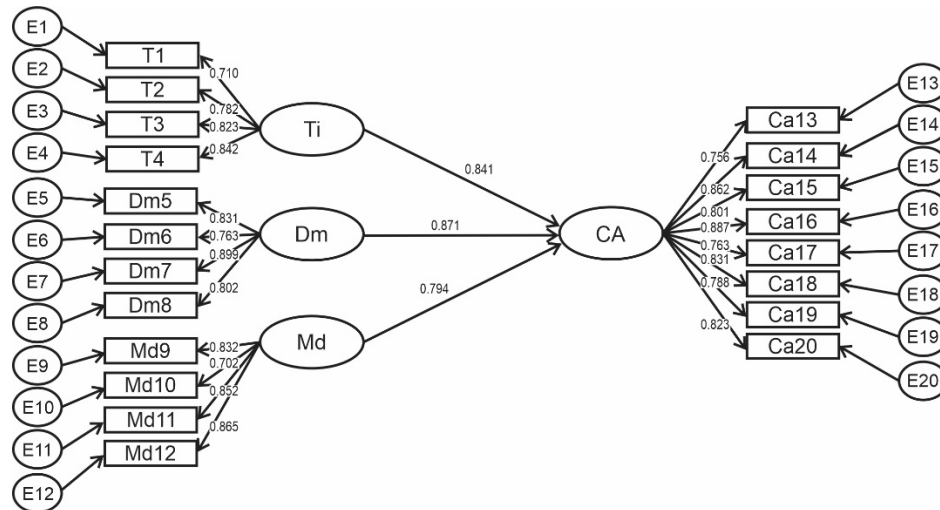 E1
E2
E3
E4
E5
E6
E7
E8
E9
E10
E11
E12
T1
T2
T3
T4
Dm5
Dm6
Dm7
Dm8
Md9
Md10
Md11
Md12
0.710
0.782
0.823
0.842
0.831
0.763
0.899
0.802
0.832
0.702
0.852
0.865
Ti
Dm
Md
0.841
0.871
0.794
CA
0.756
0.862
0.801
0.887
0.763
0.831
0.788
0.823
Ca13
Ca14
Ca15
Ca16
Ca17
Ca18
Ca19
Ca20
E13
E14
E15
E16
E17
E18
E19
E20